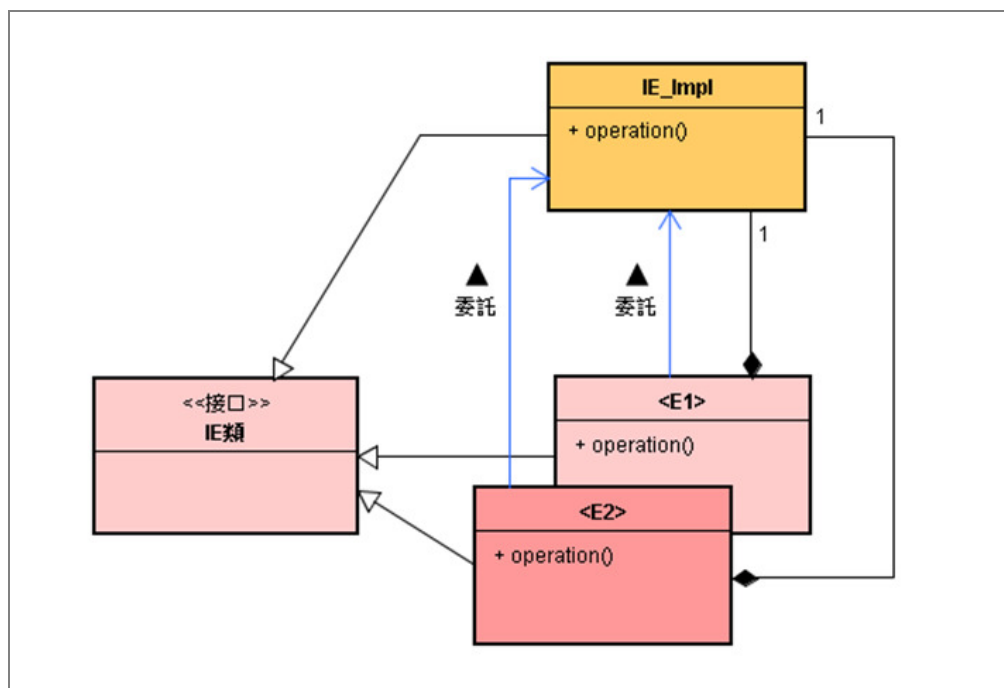 IE_Impl
+ operation()
1
1
▲
委託
▲
委託
<<接口>>
IE類
<E1>
+ operation()
<E2>
+ operation()